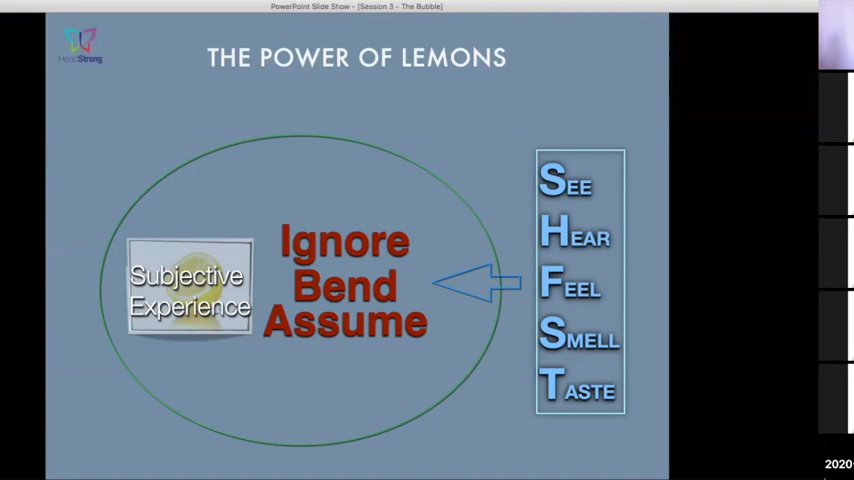 PowerPoint Slide Show - [Session 3 - The Bubble]
HeadStrong
THE POWER OF LEMONS
Subjective
Experience
Ignore
Bend
Assume
SEE
HEAR
FEEL
SMELL
TASTE
2020